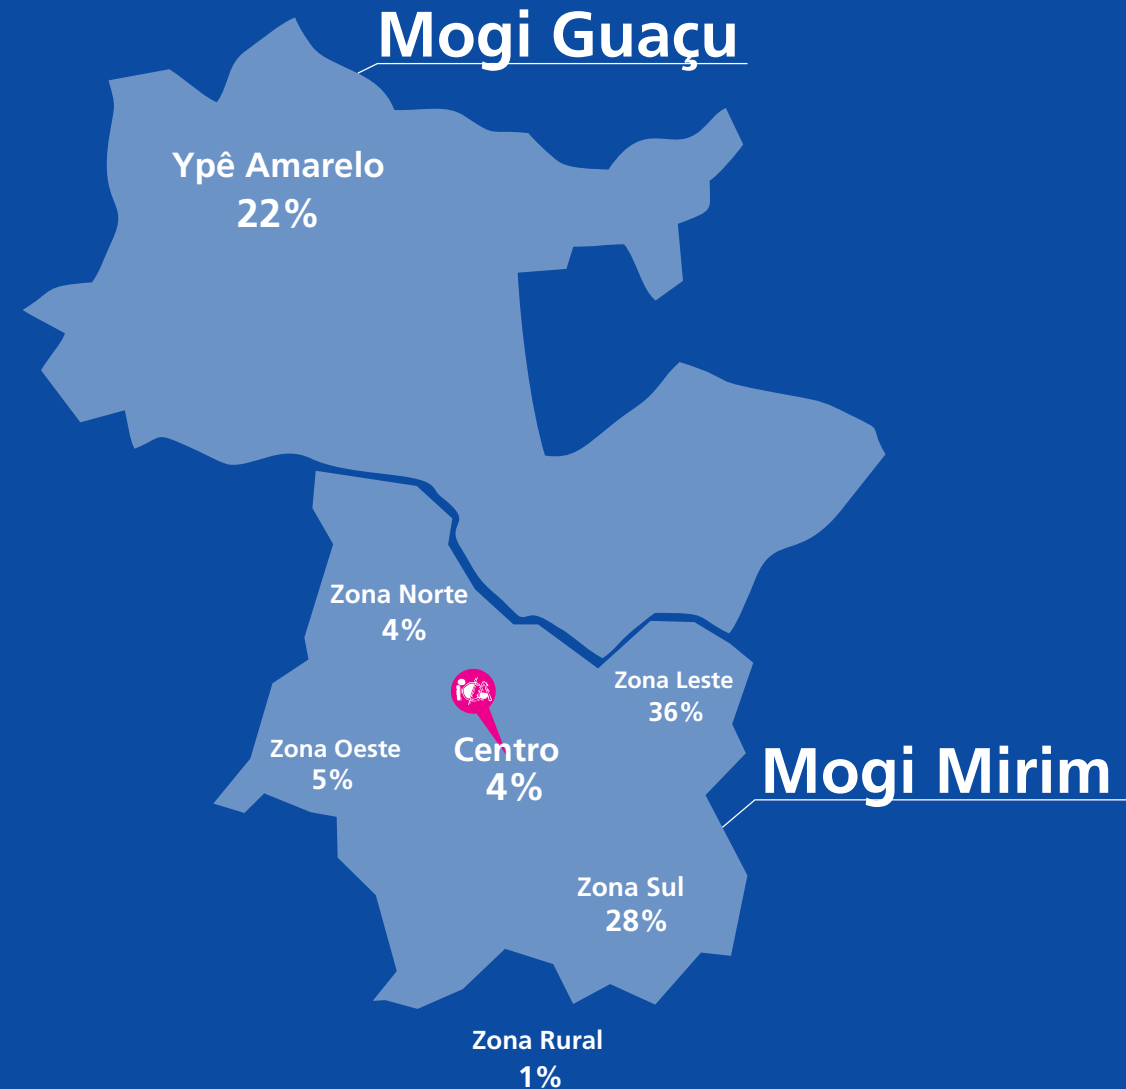 Mogi Guaçu
Ypê Amarelo
22%
Zona Norte
4%
Zona Leste
36%
Zona Oeste
5%
Centro
4%
Mogi Mirim
Zona Sul
28%
Zona Rural
1%